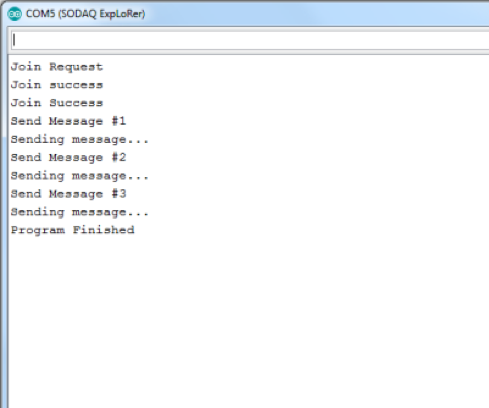 COM5 (SODAQ ExpLoRer)
Join Request
Join success
Join Success
Send Message #1
Sending message...
Send Message #2
Sending message...
Send Message #3
Sending message...
Program Finished